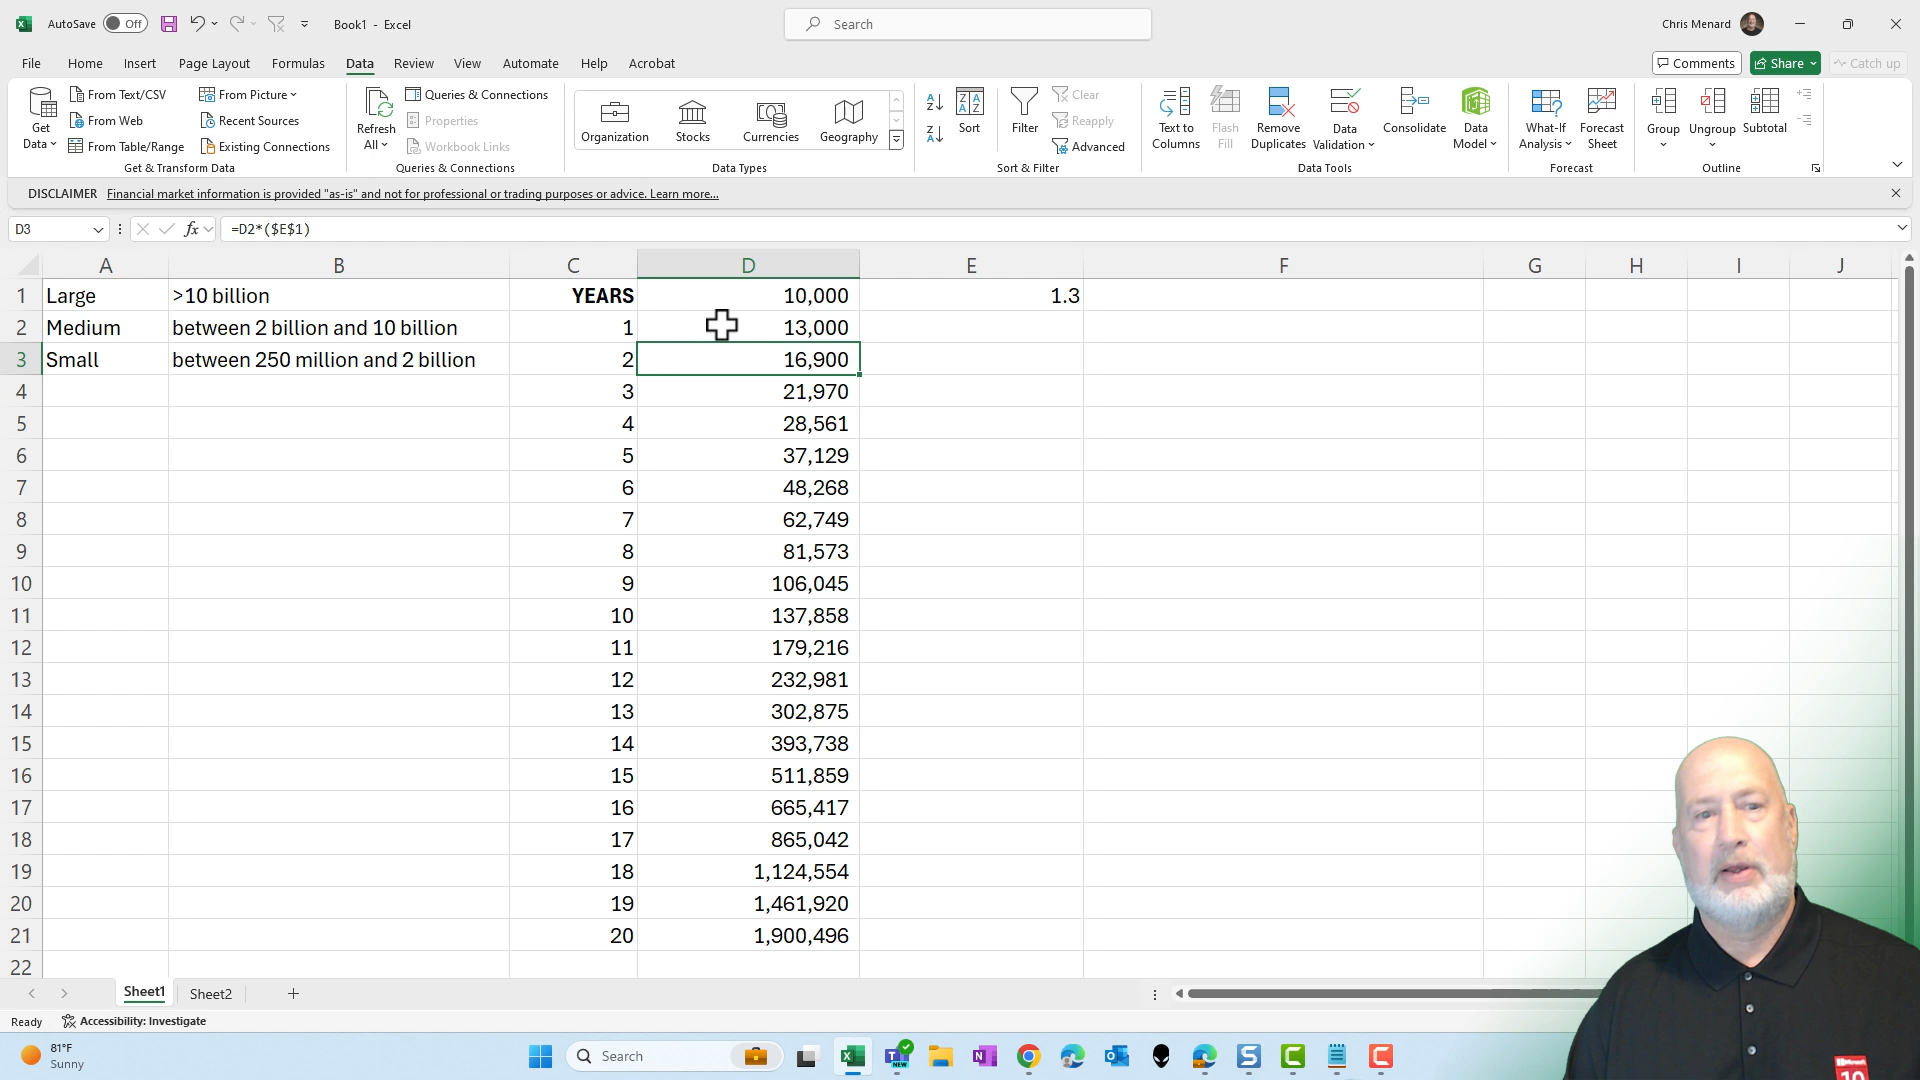 AutoSave Off Book1 - Excel Search Chris Menard
File Home Insert Page Layout Formulas Data Review View Automate Help Acrobat Comments Share Catch up
Get Data
From Text/CSV
From Web
From Table/Range
From Picture
Recent Sources
Existing Connections
Get & Transform Data
Refresh All
Queries & Connections
Properties
Workbook Links
Queries & Connections
Organization Stocks Currencies Geography
Data Types
Sort
Filter
Clear
Reapply
Advanced
Sort & Filter
Text to Columns
Flash Fill
Remove Duplicates
Data Validation
Consolidate
Data Model
Data Tools
What-If Analysis
Forecast Sheet
Forecast
Group
Ungroup
Subtotal
Outline
DISCLAIMER Financial market information is provided "as-is" and not for professional or trading purposes or advice. Learn more...
D3 fx =D2*($E$1)
A B C D E F G H I J
1 Large >10 billion YEARS 10,000 1.3
2 Medium between 2 billion and 10 billion 1 13,000
3 Small between 250 million and 2 billion 2 16,900
4 3 21,970
5 4 28,561
6 5 37,129
7 6 48,268
8 7 62,749
9 8 81,573
10 9 106,045
11 10 137,858
12 11 179,216
13 12 232,981
14 13 302,875
15 14 393,738
16 15 511,859
17 16 665,417
18 17 865,042
19 18 1,124,554
20 19 1,461,920
21 20 1,900,496
22
Sheet1 Sheet2
Ready Accessibility: Investigate
81°F
Sunny
Search